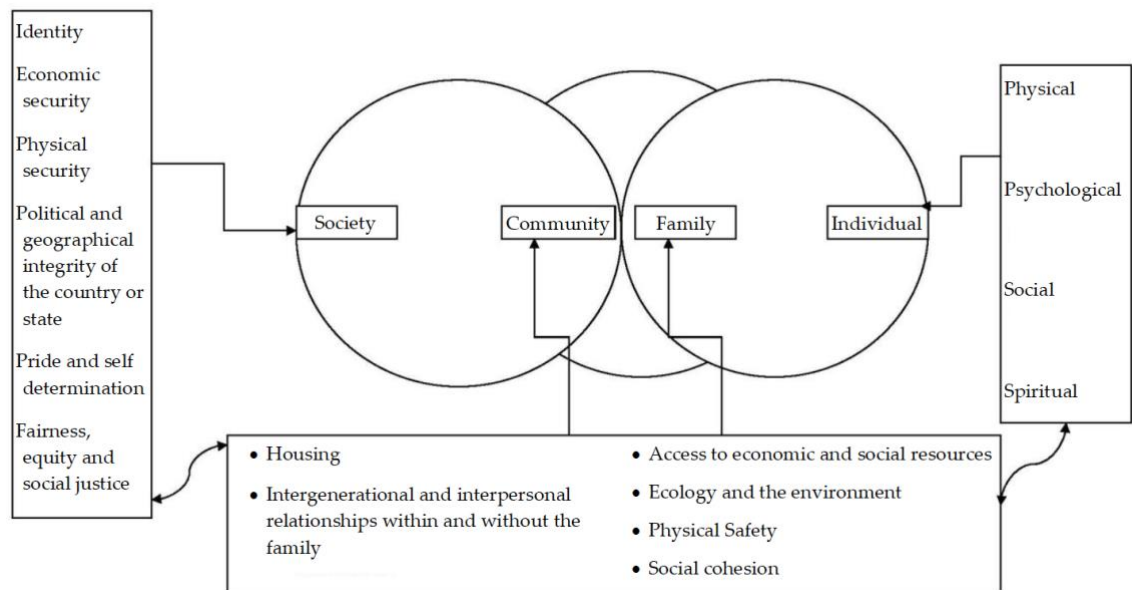 Identity
Economic
security
Physical
security
Political and
geographical
integrity of
the country or
state
Pride and self
determination
Fairness,
equity and
social justice
Society
Community
Family
Individual
Physical
Psychological
Social
Spiritual
• Housing
• Intergenerational and interpersonal
relationships within and without the
family
• Access to economic and social resources
• Ecology and the environment
• Physical Safety
• Social cohesion